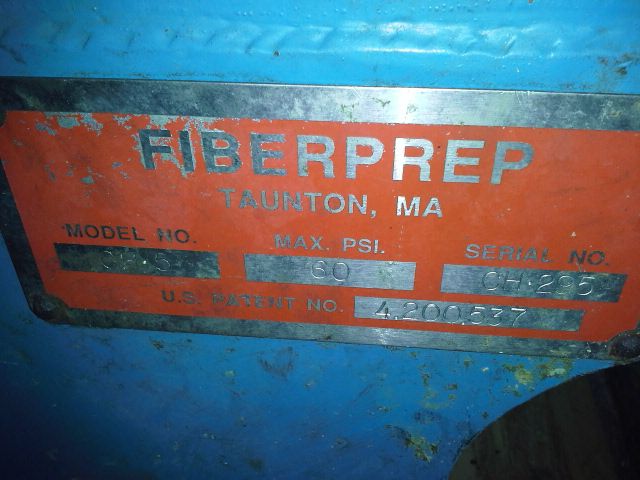 FIBERPREP
TAUNTON, MA
MODEL NO. MAX. PSI. SERIAL NO.
60 CH-295
U.S. PATENT NO. 4,200,537